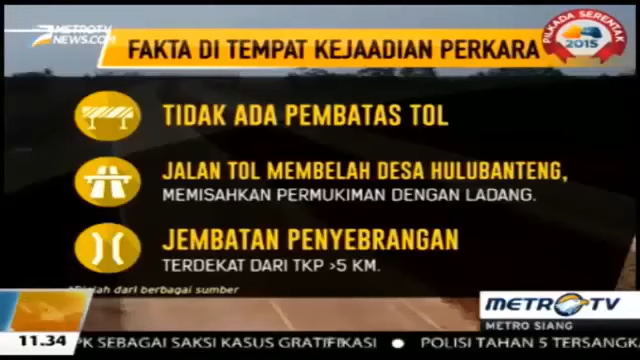 METROTV
NEWS.COM
FAKTA DI TEMPAT KEJAADIAN PERKARA
PILKADA SERENTAK
2015
TIDAK ADA PEMBATAS TOL
JALAN TOL MEMBELAH DESA HULUBANTENG,
MEMISAHKAN PERMUKIMAN DENGAN LADANG.
JEMBATAN PENYEBRANGAN
TERDEKAT DARI TKP >5 KM.
*Diolah dari berbagai sumber
METRO TV
METRO SIANG
11.34
PK SEBAGAI SAKSI KASUS GRATIFIKASI • POLISI TAHAN 5 TERSANGK